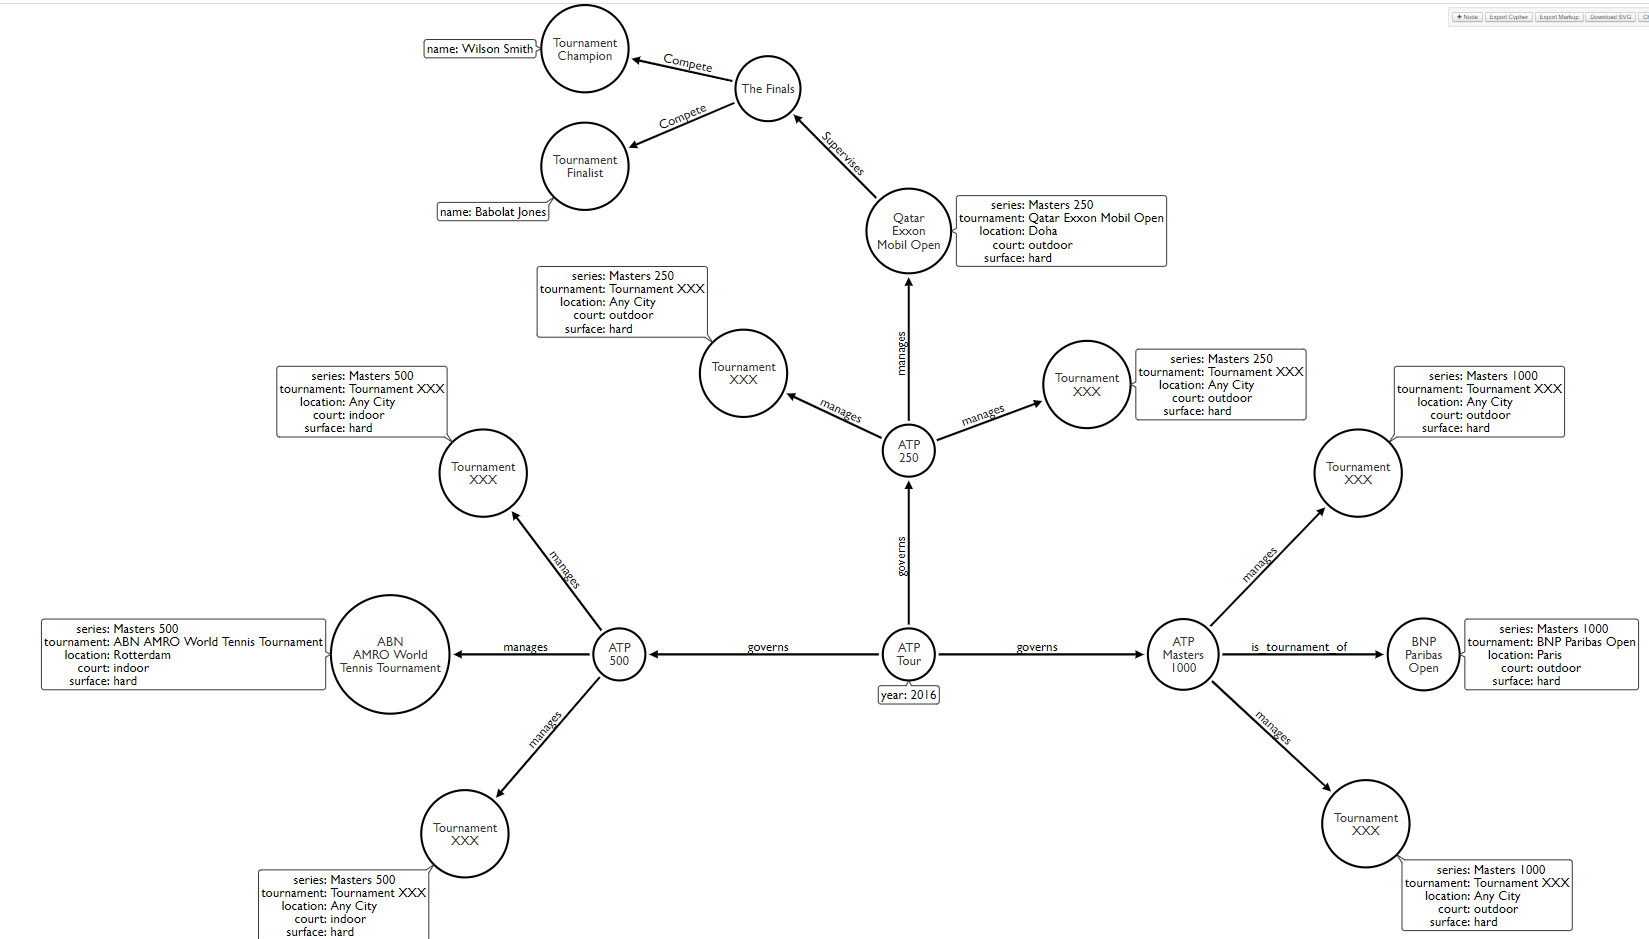 + Node
Export Cypher
Export Markup
Download SVG
name: Wilson Smith
Tournament
Champion
Compete
The Finals
Compete
Tournament
Finalist
name: Babolat Jones
Supervises
Qatar
Exxon
Mobil Open
series: Masters 250
tournament: Qatar Exxon Mobil Open
location: Doha
court: outdoor
surface: hard
series: Masters 250
tournament: Tournament XXX
location: Any City
court: outdoor
surface: hard
Tournament
XXX
manages
manages
manages
Tournament
XXX
series: Masters 250
tournament: Tournament XXX
location: Any City
court: outdoor
surface: hard
ATP
250
series: Masters 500
tournament: Tournament XXX
location: Any City
court: indoor
surface: hard
Tournament
XXX
series: Masters 1000
tournament: Tournament XXX
location: Any City
court: outdoor
surface: hard
Tournament
XXX
manages
governs
manages
series: Masters 500
tournament: ABN AMRO World Tennis Tournament
location: Rotterdam
court: indoor
surface: hard
ABN
AMRO World
Tennis Tournament
manages
ATP
500
governs
ATP
Tour
year: 2016
governs
ATP
Masters
1000
is_tournament_of
BNP
Paribas
Open
series: Masters 1000
tournament: BNP Paribas Open
location: Paris
court: outdoor
surface: hard
manages
manages
Tournament
XXX
series: Masters 500
tournament: Tournament XXX
location: Any City
court: indoor
surface: hard
Tournament
XXX
series: Masters 1000
tournament: Tournament XXX
location: Any City
court: outdoor
surface: hard